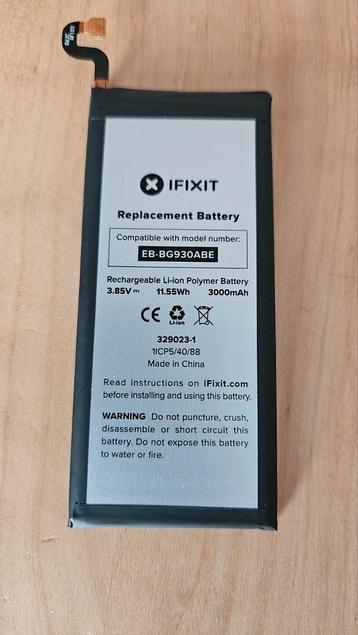 IFIXIT
Replacement Battery
Compatible with model number:
EB-BG930ABE
Rechargeable Li-ion Polymer Battery
3.85V⎓ 11.55Wh 3000mAh
CE Li-ion
329023-1
1ICP5/40/88
Made in China
Read instructions on iFixit.com
before installing and using this battery.
WARNING Do not puncture, crush,
disassemble or short circuit this
battery. Do not expose this battery
to water or fire.